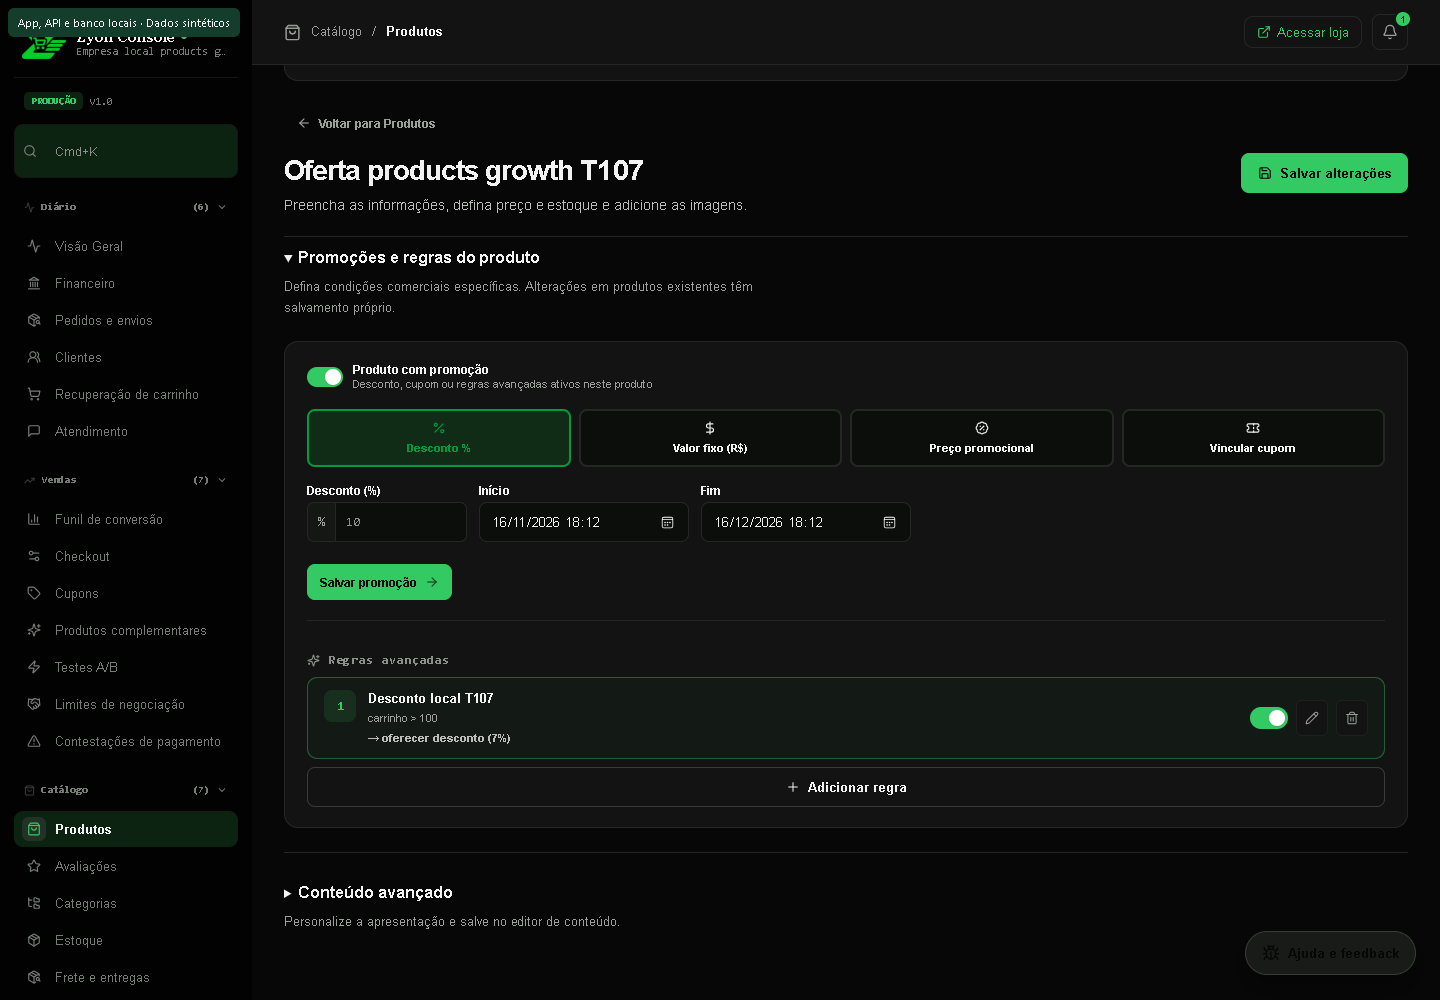 App, API e banco locais · Dados sintéticos
Zyon Console
Empresa local products g…
PRODUÇÃO v1.0
Cmd+K
Diário (6)
Visão Geral
Financeiro
Pedidos e envios
Clientes
Recuperação de carrinho
Atendimento
Vendas (7)
Funil de conversão
Checkout
Cupons
Produtos complementares
Testes A/B
Limites de negociação
Contestações de pagamento
Catálogo (7)
Produtos
Avaliações
Categorias
Estoque
Frete e entregas
Catálogo / Produtos
Acessar loja
1
Voltar para Produtos
Oferta products growth T107
Salvar alterações
Preencha as informações, defina preço e estoque e adicione as imagens.
▼ Promoções e regras do produto
Defina condições comerciais específicas. Alterações em produtos existentes têm
salvamento próprio.
Produto com promoção
Desconto, cupom ou regras avançadas ativos neste produto
Desconto %
Valor fixo (R$)
Preço promocional
Vincular cupom
Desconto (%) Início Fim
% 10 16/11/2026 18:12 16/12/2026 18:12
Salvar promoção →
Regras avançadas
1
Desconto local T107
carrinho > 100
→ oferecer desconto (7%)
+ Adicionar regra
▶ Conteúdo avançado
Personalize a apresentação e salve no editor de conteúdo.
Ajuda e feedback